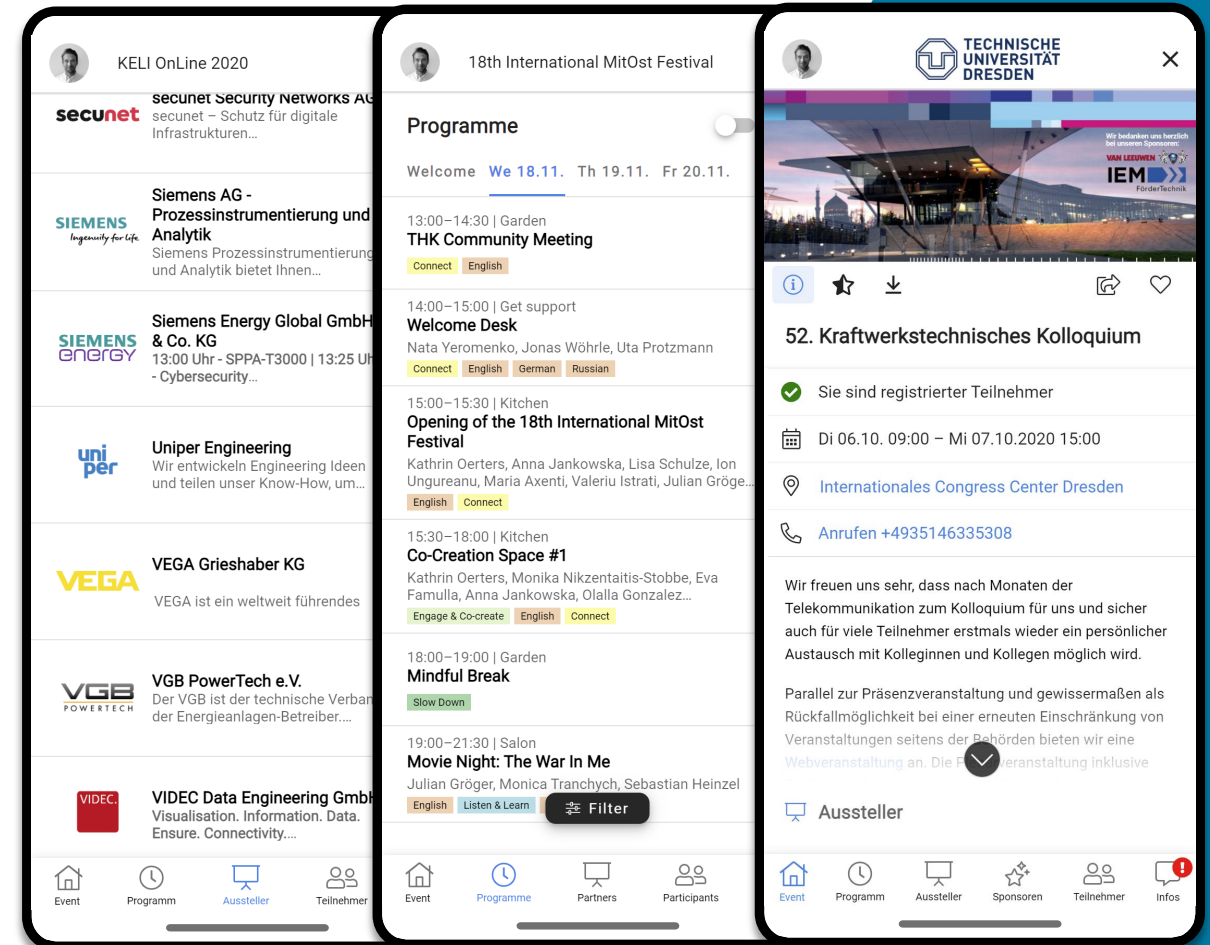 KELI OnLine 2020
secunet
secunet Security Networks AG
secunet – Schutz für digitale
Infrastrukturen...
SIEMENS
Ingenuity for life
Siemens AG -
Prozessinstrumentierung und
Analytik
Siemens Prozessinstrumentierung
und Analytik bietet Ihnen...
SIEMENS
energy
Siemens Energy Global GmbH
& Co. KG
13:00 Uhr - SPPA-T3000 | 13:25 Uh
- Cybersecurity...
uni
per
Uniper Engineering
Wir entwickeln Engineering Ideen
und teilen unser Know-How, um...
VEGA
VEGA Grieshaber KG
VEGA ist ein weltweit führendes
VGB
POWERTECH
VGB PowerTech e.V.
Der VGB ist der technische Verban
der Energieanlagen-Betreiber....
VIDEC.
VIDEC Data Engineering GmbH
Visualisation. Information. Data.
Ensure. Connectivity....
Event
Programm
Aussteller
Teilnehmer
18th International MitOst Festival
Programme
Welcome We 18.11. Th 19.11. Fr 20.11.
13:00–14:30 | Garden
THK Community Meeting
Connect English
14:00–15:00 | Get support
Welcome Desk
Nata Yeromenko, Jonas Wöhrle, Uta Protzmann
Connect English German Russian
15:00–15:30 | Kitchen
Opening of the 18th International MitOst
Festival
Kathrin Oerters, Anna Jankowska, Lisa Schulze, Ion
Ungureanu, Maria Axenti, Valeriu Istrati, Julian Gröge...
English Connect
15:30–18:00 | Kitchen
Co-Creation Space #1
Kathrin Oerters, Monika Nikzentaitis-Stobbe, Eva
Famulla, Anna Jankowska, Olalla Gonzalez...
Engage & Co-create English Connect
18:00–19:00 | Garden
Mindful Break
Slow Down
19:00–21:30 | Salon
Movie Night: The War In Me
Julian Gröger, Monica Tranchych, Sebastian Heinzel
English Listen & Learn
Filter
Event
Programme
Partners
Participants
TECHNISCHE
UNIVERSITÄT
DRESDEN
Wir bedanken uns herzlich
bei unseren Sponsoren:
VAN LEEUWEN
IEM
FörderTechnik
52. Kraftwerkstechnisches Kolloquium
Sie sind registrierter Teilnehmer
Di 06.10. 09:00 – Mi 07.10.2020 15:00
Internationales Congress Center Dresden
Anrufen +4935146335308
Wir freuen uns sehr, dass nach Monaten der
Telekommunikation zum Kolloquium für uns und sicher
auch für viele Teilnehmer erstmals wieder ein persönlicher
Austausch mit Kolleginnen und Kollegen möglich wird.
Parallel zur Präsenzveranstaltung und gewissermaßen als
Rückfallmöglichkeit bei einer erneuten Einschränkung von
Veranstaltungen seitens der Behörden bieten wir eine
Webveranstaltung an. Die inklusive
Aussteller
Event
Programm
Aussteller
Sponsoren
Teilnehmer
Infos